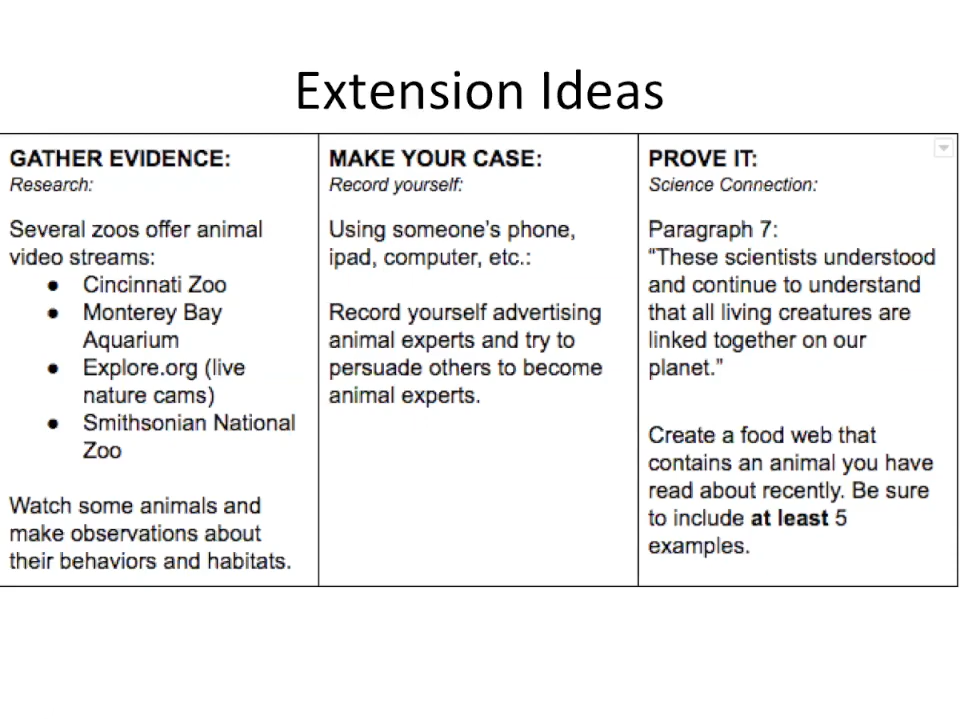 Extension Ideas
GATHER EVIDENCE:
Research:
Several zoos offer animal
video streams:
● Cincinnati Zoo
● Monterey Bay
Aquarium
● Explore.org (live
nature cams)
● Smithsonian National
Zoo
Watch some animals and
make observations about
their behaviors and habitats.
MAKE YOUR CASE:
Record yourself:
Using someone’s phone,
ipad, computer, etc.:
Record yourself advertising
animal experts and try to
persuade others to become
animal experts.
PROVE IT:
Science Connection:
Paragraph 7:
“These scientists understood
and continue to understand
that all living creatures are
linked together on our
planet.”
Create a food web that
contains an animal you have
read about recently. Be sure
to include at least 5
examples.